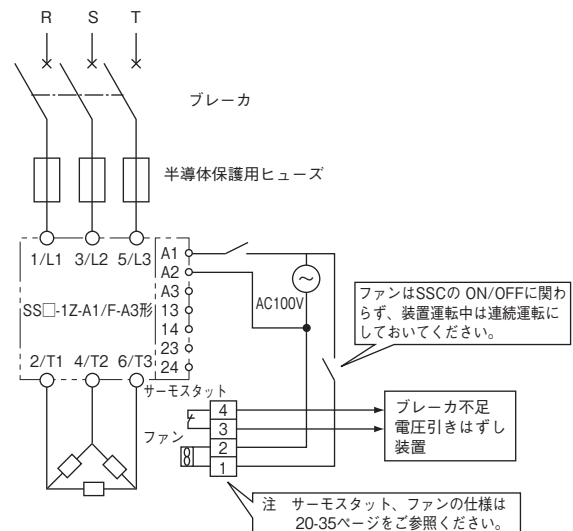 R S T
ブレーカ
半導体保護用ヒューズ
1/L1 3/L2 5/L3
A1
A2
A3
13
14
23
24
SS□-1Z-A1/F-A3形
2/T1 4/T2 6/T3
AC100V
ファンはSSCの ON/OFFに関わ
らず、装置運転中は連続運転に
しておいてください。
サーモスタット
ファン
4
3
2
1
ブレーカ不足
電圧引きはずし
装置
注 サーモスタット、ファンの仕様は
20-35ページをご参照ください。